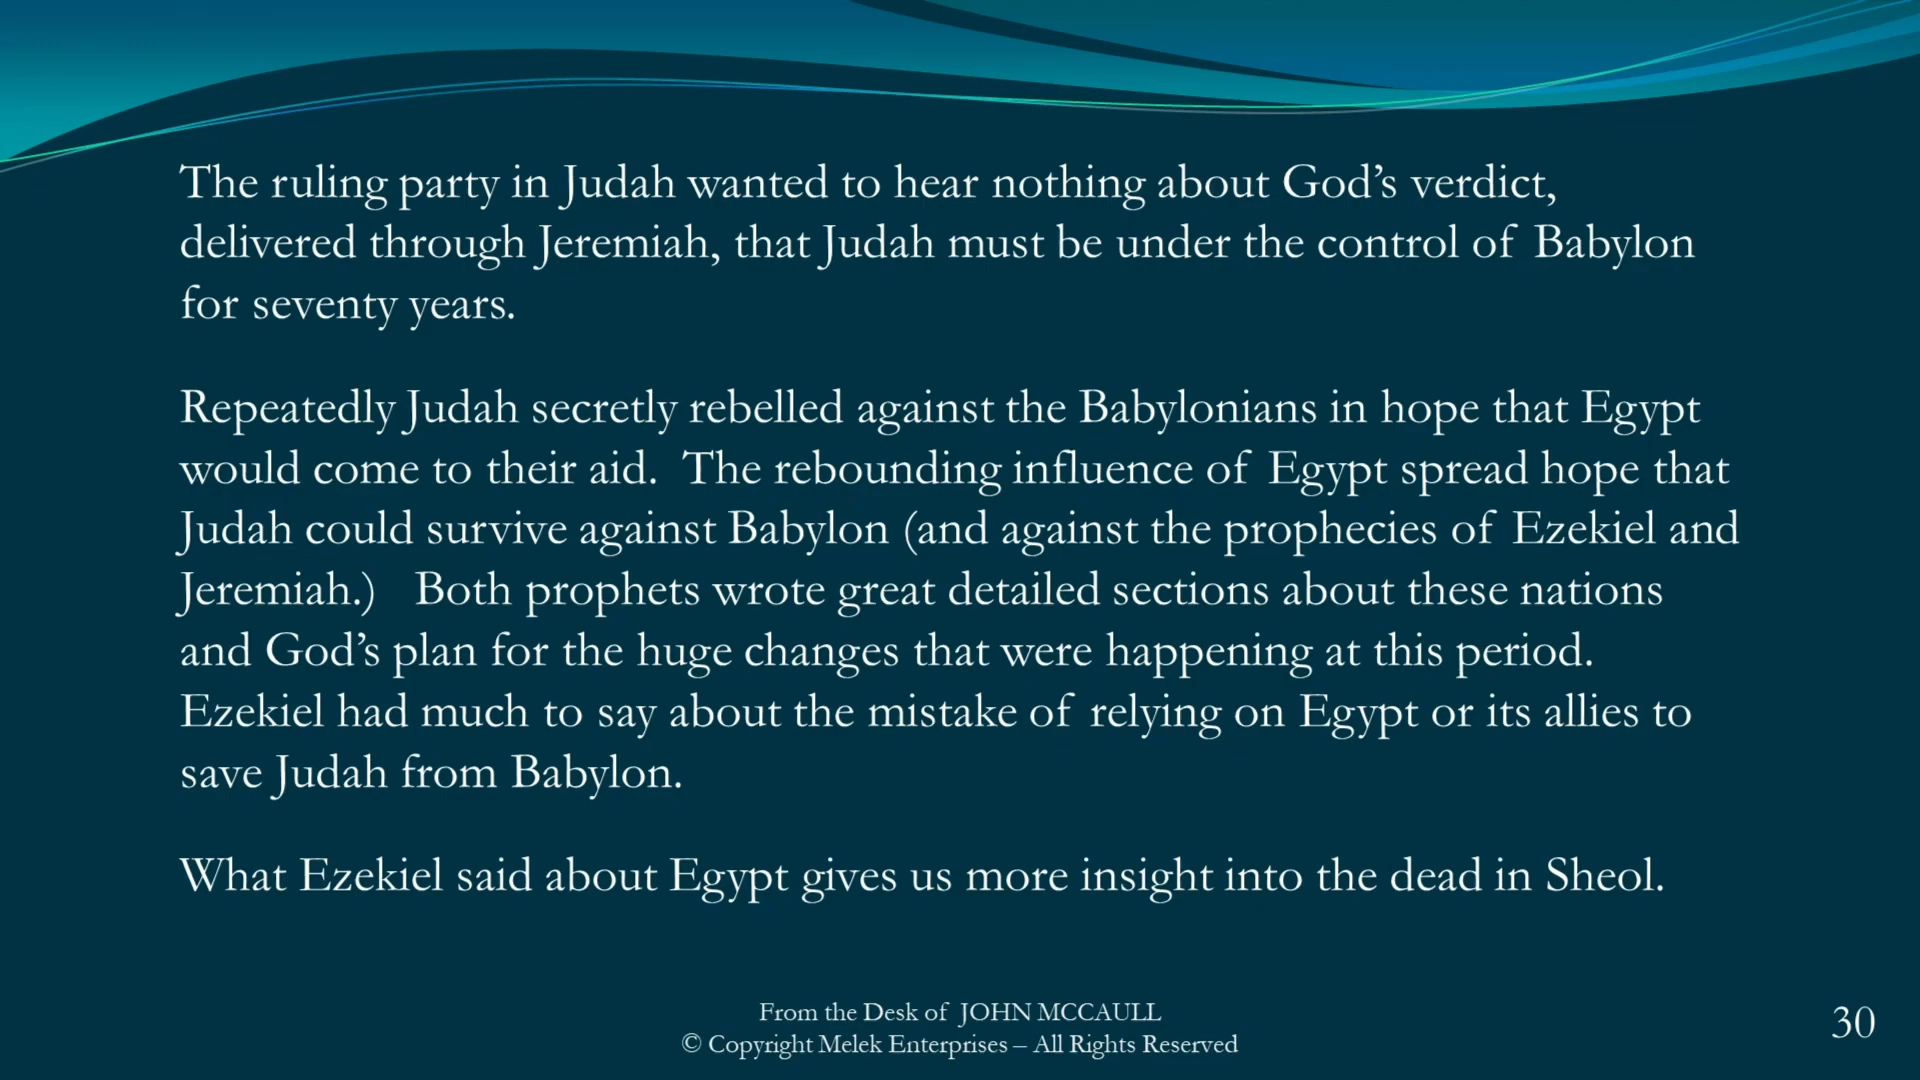 The ruling party in Judah wanted to hear nothing about God’s verdict,
delivered through Jeremiah, that Judah must be under the control of Babylon
for seventy years.
Repeatedly Judah secretly rebelled against the Babylonians in hope that Egypt
would come to their aid.  The rebounding influence of Egypt spread hope that
Judah could survive against Babylon (and against the prophecies of Ezekiel and
Jeremiah.)   Both prophets wrote great detailed sections about these nations
and God’s plan for the huge changes that were happening at this period.
Ezekiel had much to say about the mistake of relying on Egypt or its allies to
save Judah from Babylon.
What Ezekiel said about Egypt gives us more insight into the dead in Sheol.
From the Desk of  JOHN MCCAULL
© Copyright Melek Enterprises – All Rights Reserved
30